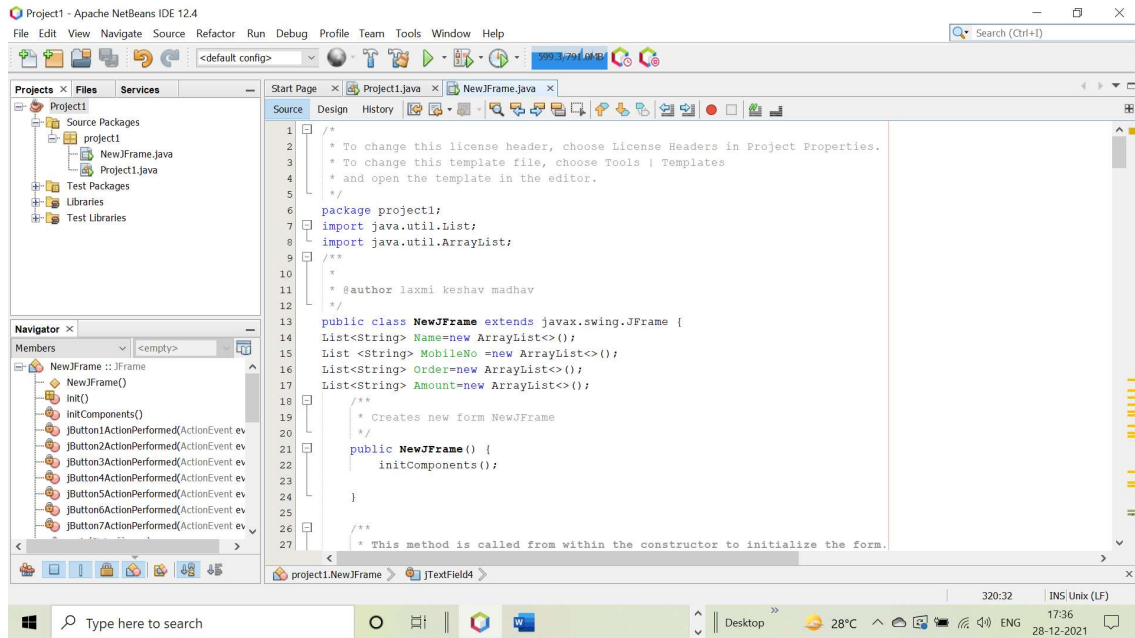 Project1 - Apache NetBeans IDE 12.4
File Edit View Navigate Source Refactor Run Debug Profile Team Tools Window Help
Search (Ctrl+I)
<default config>
599.3/791.0MB
Projects Files Services
Project1
Source Packages
project1
NewJFrame.java
Project1.java
Test Packages
Libraries
Test Libraries
Navigator
Members
<empty>
NewJFrame :: JFrame
NewJFrame()
init()
initComponents()
jButton1ActionPerformed(ActionEvent ev
jButton2ActionPerformed(ActionEvent ev
jButton3ActionPerformed(ActionEvent ev
jButton4ActionPerformed(ActionEvent ev
jButton5ActionPerformed(ActionEvent ev
jButton6ActionPerformed(ActionEvent ev
jButton7ActionPerformed(ActionEvent ev
Start Page Project1.java NewJFrame.java
Source Design History
1 /*
2 * To change this license header, choose License Headers in Project Properties.
3 * To change this template file, choose Tools | Templates
4 * and open the template in the editor.
5 */
6 package project1;
7 import java.util.List;
8 import java.util.ArrayList;
9 /**
10 *
11 * @author laxmi keshav madhav
12 */
13 public class NewJFrame extends javax.swing.JFrame {
14 List<String> Name=new ArrayList<>();
15 List <String> MobileNo =new ArrayList<>();
16 List<String> Order=new ArrayList<>();
17 List<String> Amount=new ArrayList<>();
18 /**
19 * Creates new form NewJFrame
20 */
21 public NewJFrame() {
22 initComponents();
23
24 }
25
26 /**
27 * This method is called from within the constructor to initialize the form.
project1.NewJFrame jTextField4
320:32 INS Unix (LF)
Type here to search
Desktop
28°C
ENG
17:36
28-12-2021